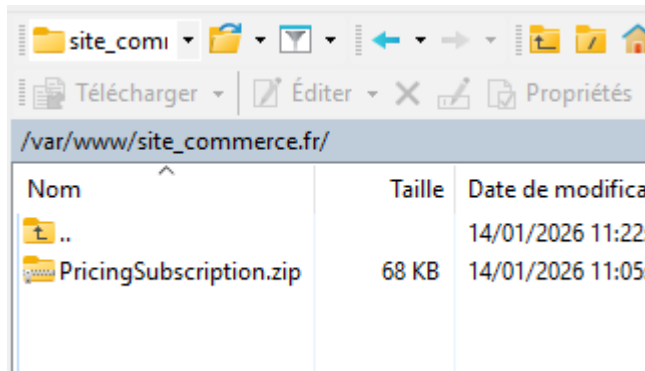 site_comı
Télécharger Éditer Propriétés
/var/www/site_commerce.fr/
Nom Taille Date de modifica
.. 14/01/2026 11:22:
PricingSubscription.zip 68 KB 14/01/2026 11:05: